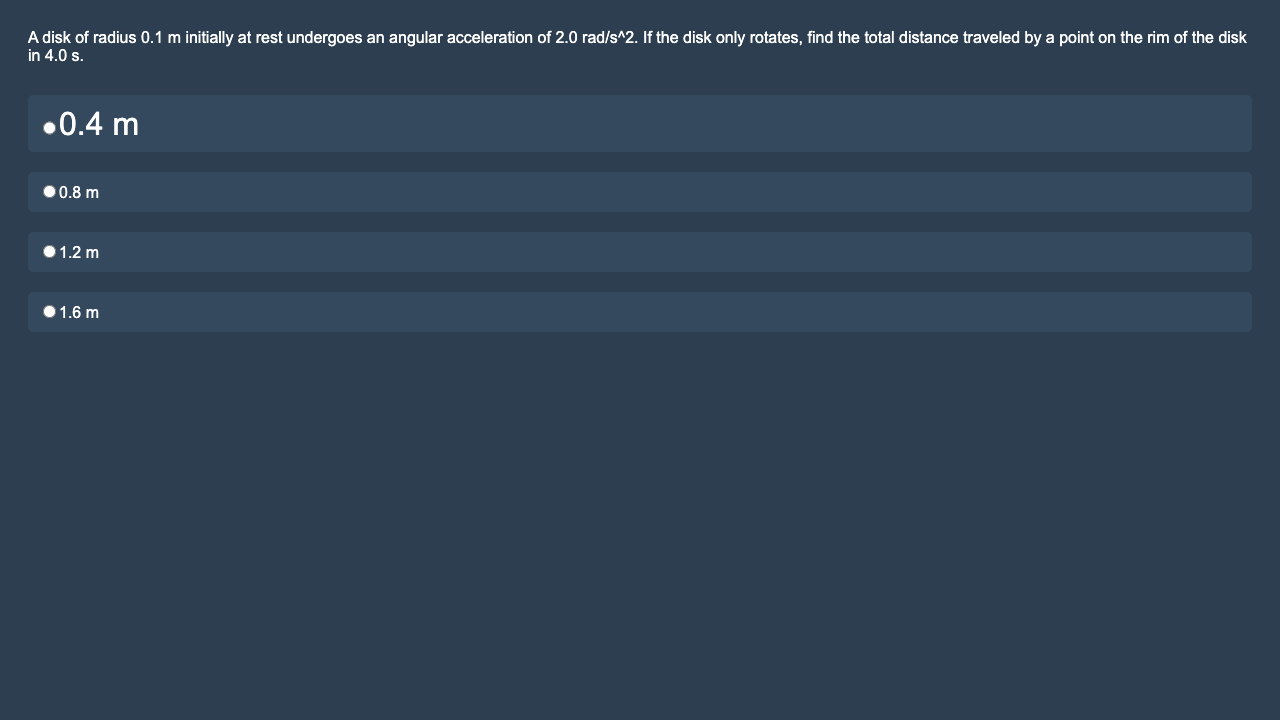 A disk of radius 0.1 m initially at rest undergoes an angular acceleration of 2.0 rad/s^2. If the disk only rotates, find the total distance traveled by a point on the rim of the disk
in 4.0 s.
0.4 m
0.8 m
1.2 m
1.6 m